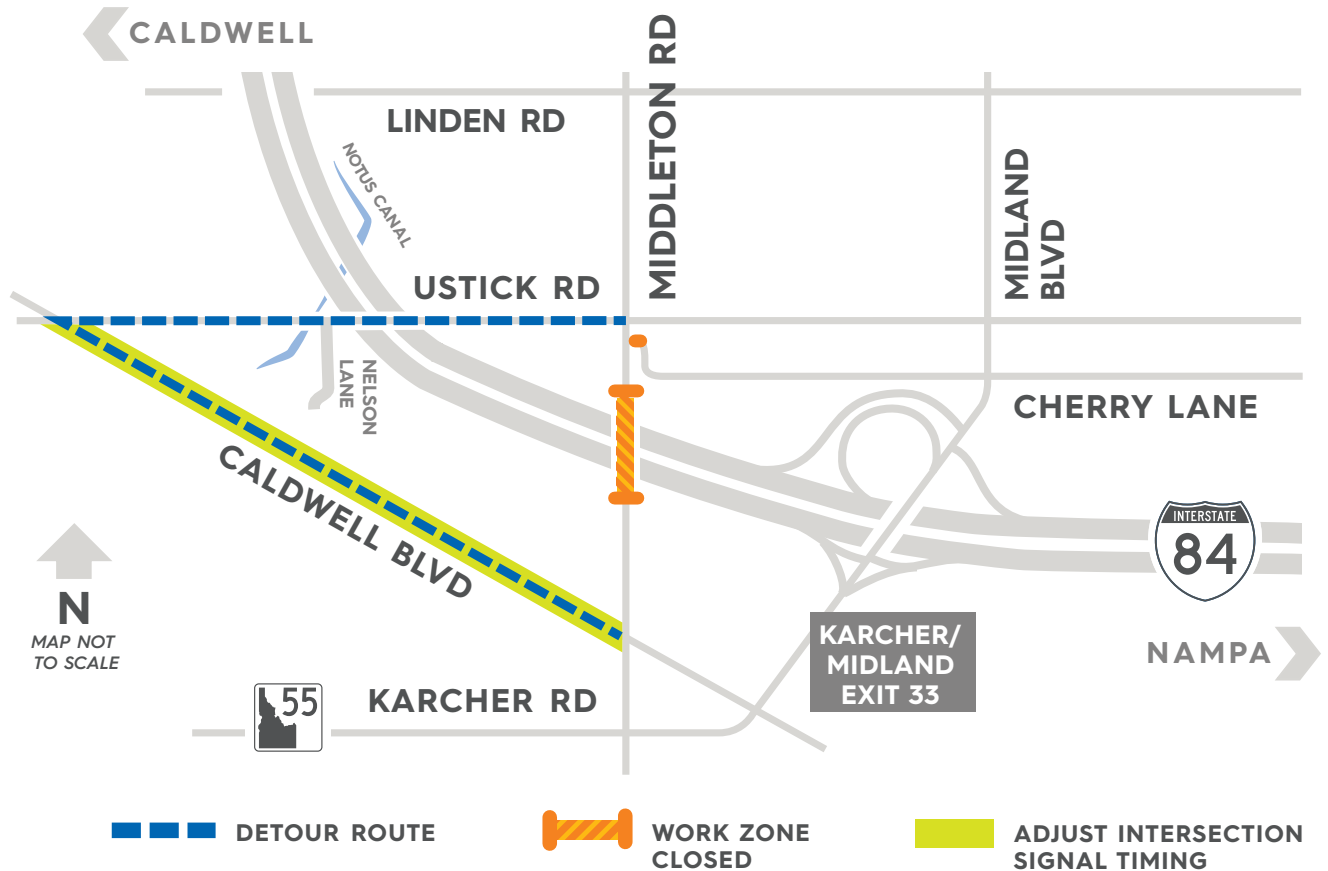 CALDWELL
MIDDLETON RD
LINDEN RD
NOTUS CANAL
MIDLAND
BLVD
USTICK RD
NELSON
LANE
CHERRY LANE
CALDWELL BLVD
INTERSTATE
84
N
MAP NOT
TO SCALE
KARCHER/
MIDLAND
EXIT 33
NAMPA
55
KARCHER RD
DETOUR ROUTE
WORK ZONE
CLOSED
ADJUST INTERSECTION
SIGNAL TIMING